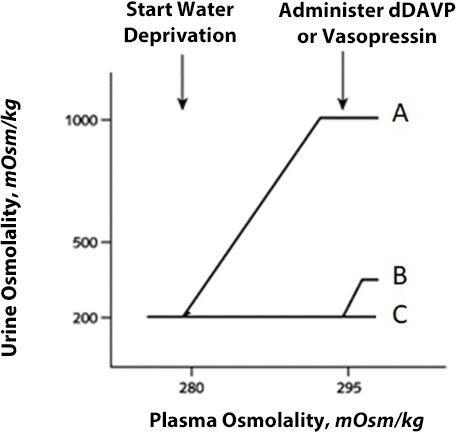 Start Water
Deprivation
Administer dDAVP
or Vasopressin
Urine Osmolality, mOsm/kg
1000
500
200
A
B
C
280
295
Plasma Osmolality, mOsm/kg